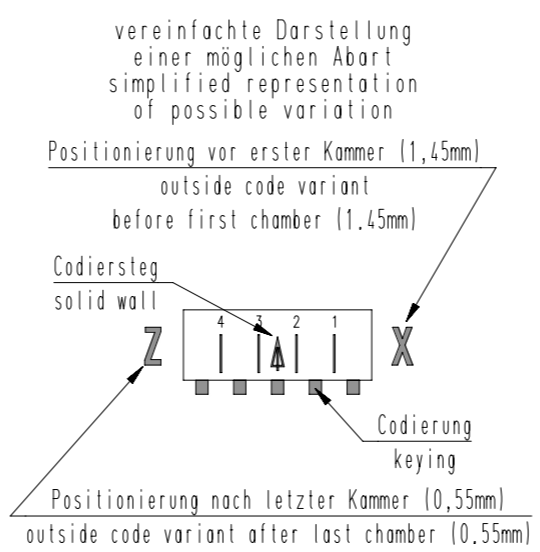 vereinfachte Darstellung
einer möglichen Abart
simplified representation
of possible variation
Positionierung vor erster Kammer (1,45mm)
outside code variant
before first chamber (1,45mm)
Codiersteg
solid wall
4 3 2 1
Z X
Codierung
keying
Positionierung nach letzter Kammer (0,55mm)
outside code variant after last chamber (0,55mm)